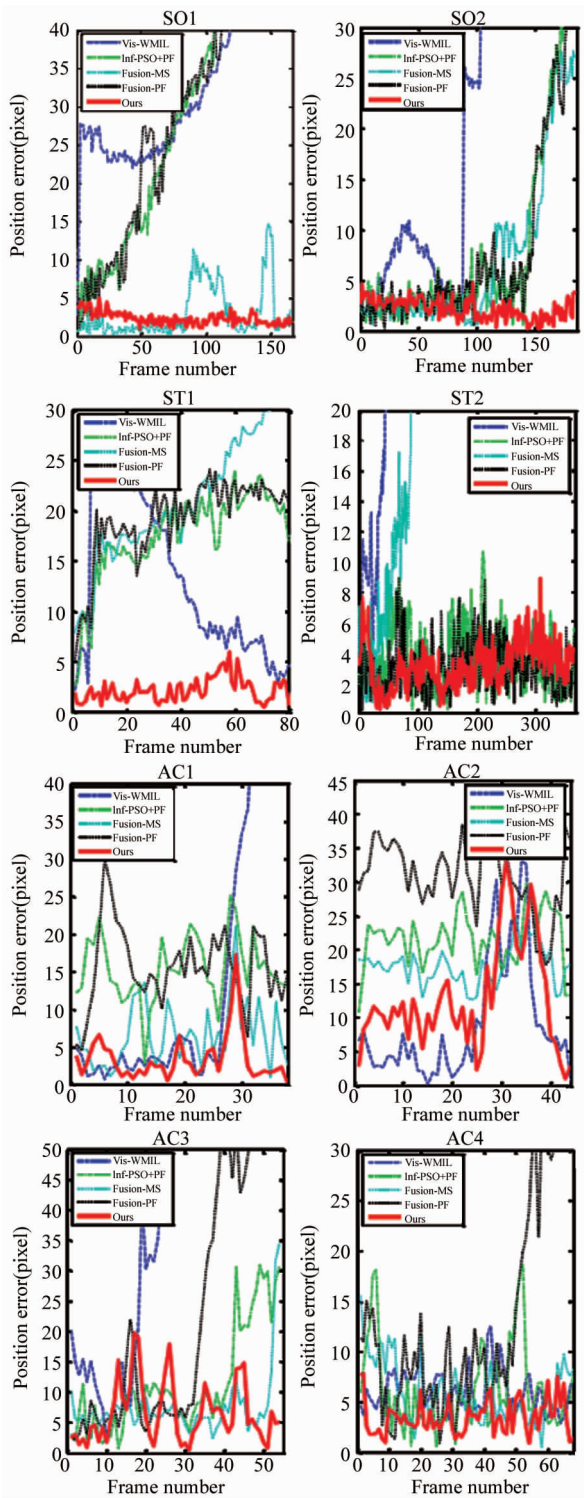 SO1
40
35
30
25
20
15
10
5
0
Position error(pixel)
Vis-WMIL
Inf-PSO+PF
Fusion-MS
Fusion-PF
Ours
0 50 100 150
Frame number
SO2
30
25
20
15
10
5
0
Position error(pixel)
Vis-WMIL
Inf-PSO+PF
Fusion-MS
Fusion-PF
Ours
0 50 100 150
Frame number
ST1
30
25
20
15
10
5
0
Position error(pixel)
Vis-WMIL
Inf-PSO+PF
Fusion-MS
Fusion-PF
Ours
0 20 40 60 80
Frame number
ST2
20
18
16
14
12
10
8
6
4
2
0
Position error(pixel)
Vis-WMIL
Inf-PSO+PF
Fusion-MS
Fusion-PF
Ours
0 100 200 300
Frame number
AC1
40
35
30
25
20
15
10
5
0
Position error(pixel)
Vis-WMIL
Inf-PSO+PF
Fusion-MS
Fusion-PF
Ours
0 10 20 30
Frame number
AC2
45
40
35
30
25
20
15
10
5
0
Position error(pixel)
Vis-WMIL
Inf-PSO+PF
Fusion-MS
Fusion-PF
Ours
0 10 20 30 40
Frame number
AC3
50
45
40
35
30
25
20
15
10
5
0
Position error(pixel)
Vis-WMIL
Inf-PSO+PF
Fusion-MS
Fusion-PF
Ours
0 10 20 30 40 50
Frame number
AC4
30
25
20
15
10
5
0
Position error(pixel)
Vis-WMIL
Inf-PSO+PF
Fusion-MS
Fusion-PF
Ours
0 10 20 30 40 50 60
Frame number